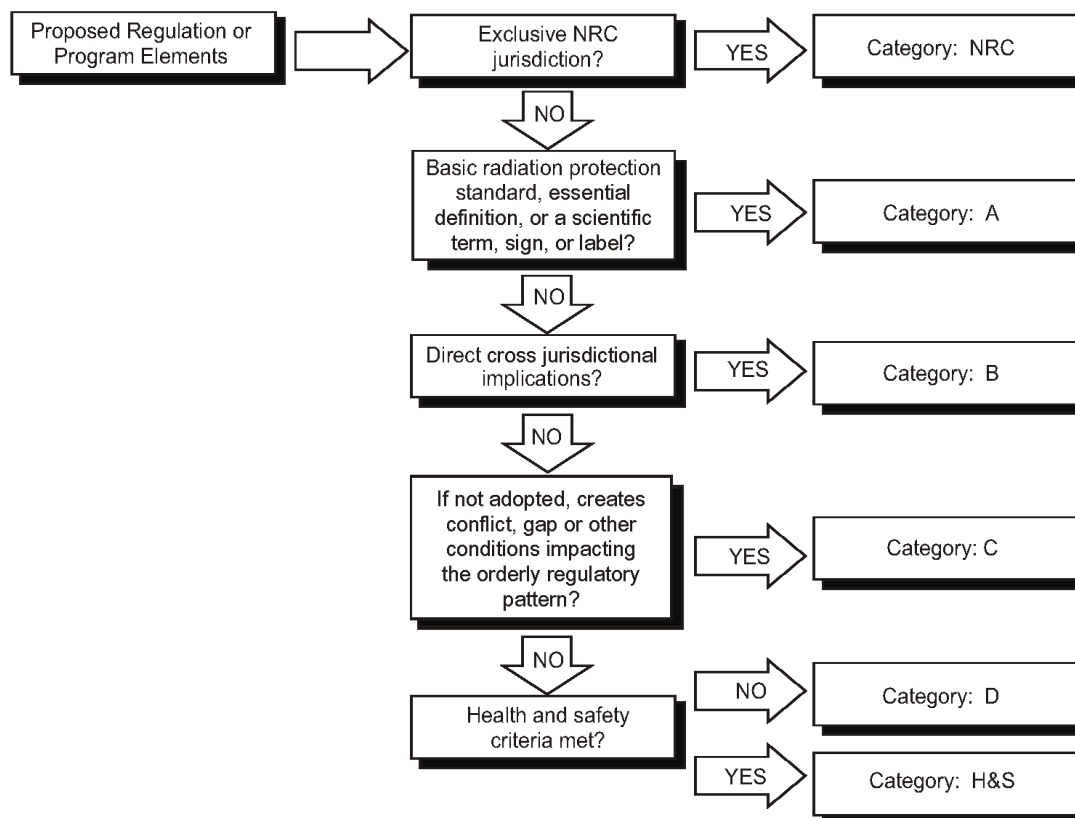 Proposed Regulation or
Program Elements
Exclusive NRC
jurisdiction?
YES
Category: NRC
NO
Basic radiation protection
standard, essential
definition, or a scientific
term, sign, or label?
YES
Category: A
NO
Direct cross jurisdictional
implications?
YES
Category: B
NO
If not adopted, creates
conflict, gap or other
conditions impacting
the orderly regulatory
pattern?
YES
Category: C
NO
Health and safety
criteria met?
NO
Category: D
YES
Category: H&S